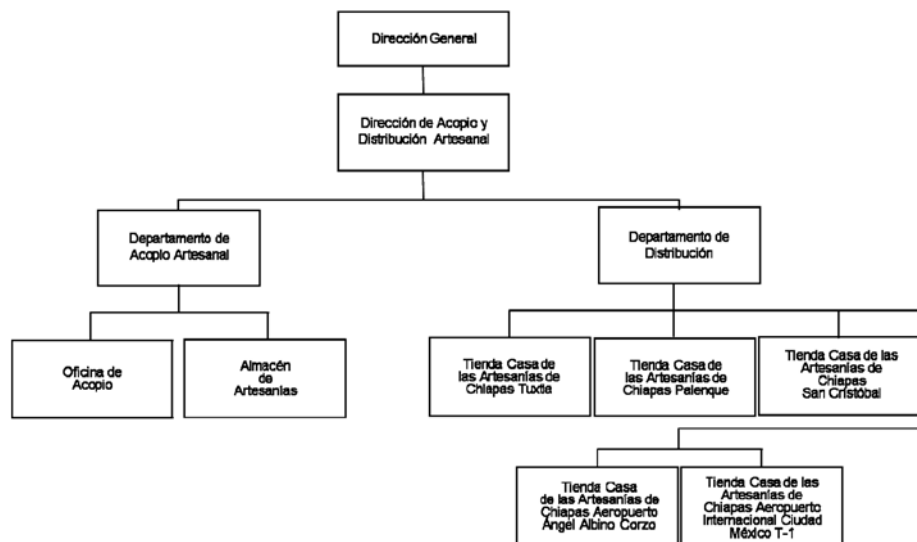 Dirección General
Dirección de Acopio y
Distribución Artesanal
Departamento de
Acopio Artesanal
Departamento de
Distribución
Oficina de
Acopio
Almacén
de
Artesanías
Tienda Casa de
las Artesanías de
Chiapas Tuxtla
Tienda Casa de
las Artesanías de
Chiapas Palenque
Tienda Casa de las
Artesanías de
Chiapas
San Cristóbal
Tienda Casa
de las Artesanías de
Chiapas Aeropuerto
Ángel Albino Corzo
Tienda Casa de las
Artesanías de
Chiapas Aeropuerto
Internacional Ciudad
México T-1